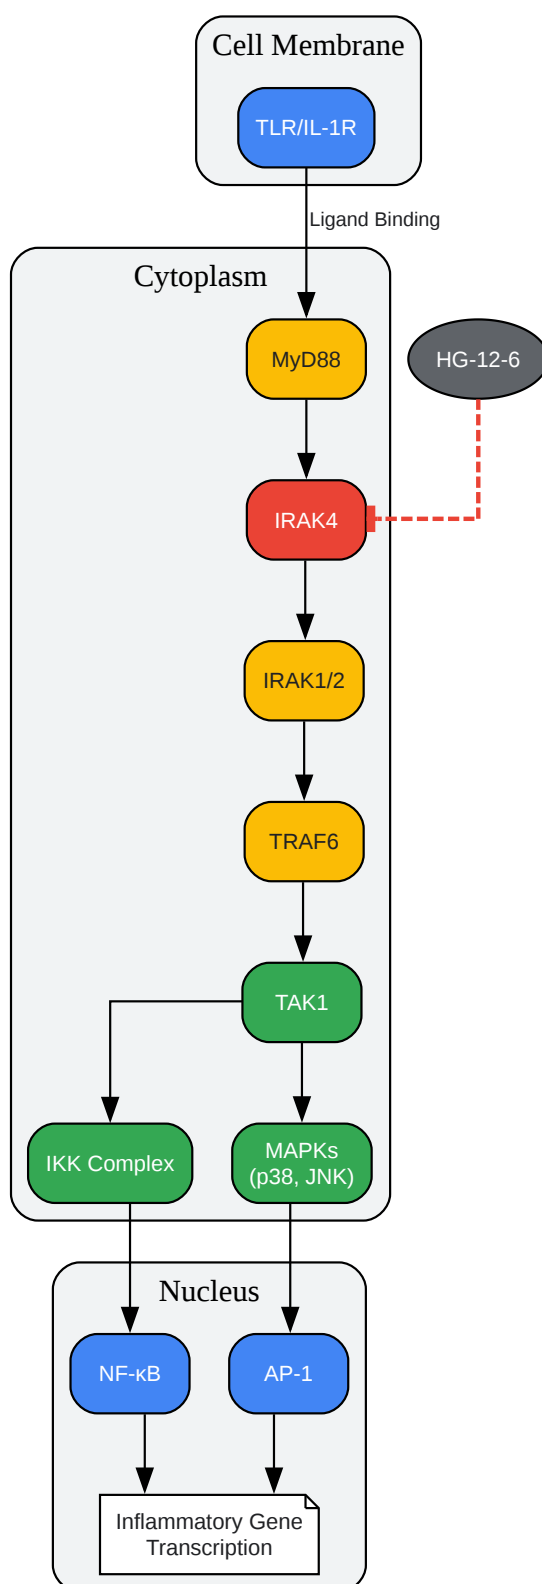 Cell Membrane
TLR/IL-1R
Ligand Binding
Cytoplasm
MyD88
HG-12-6
IRAK4
IRAK1/2
TRAF6
TAK1
IKK Complex
MAPKs
(p38, JNK)
Nucleus
NF-κB
AP-1
Inflammatory Gene
Transcription